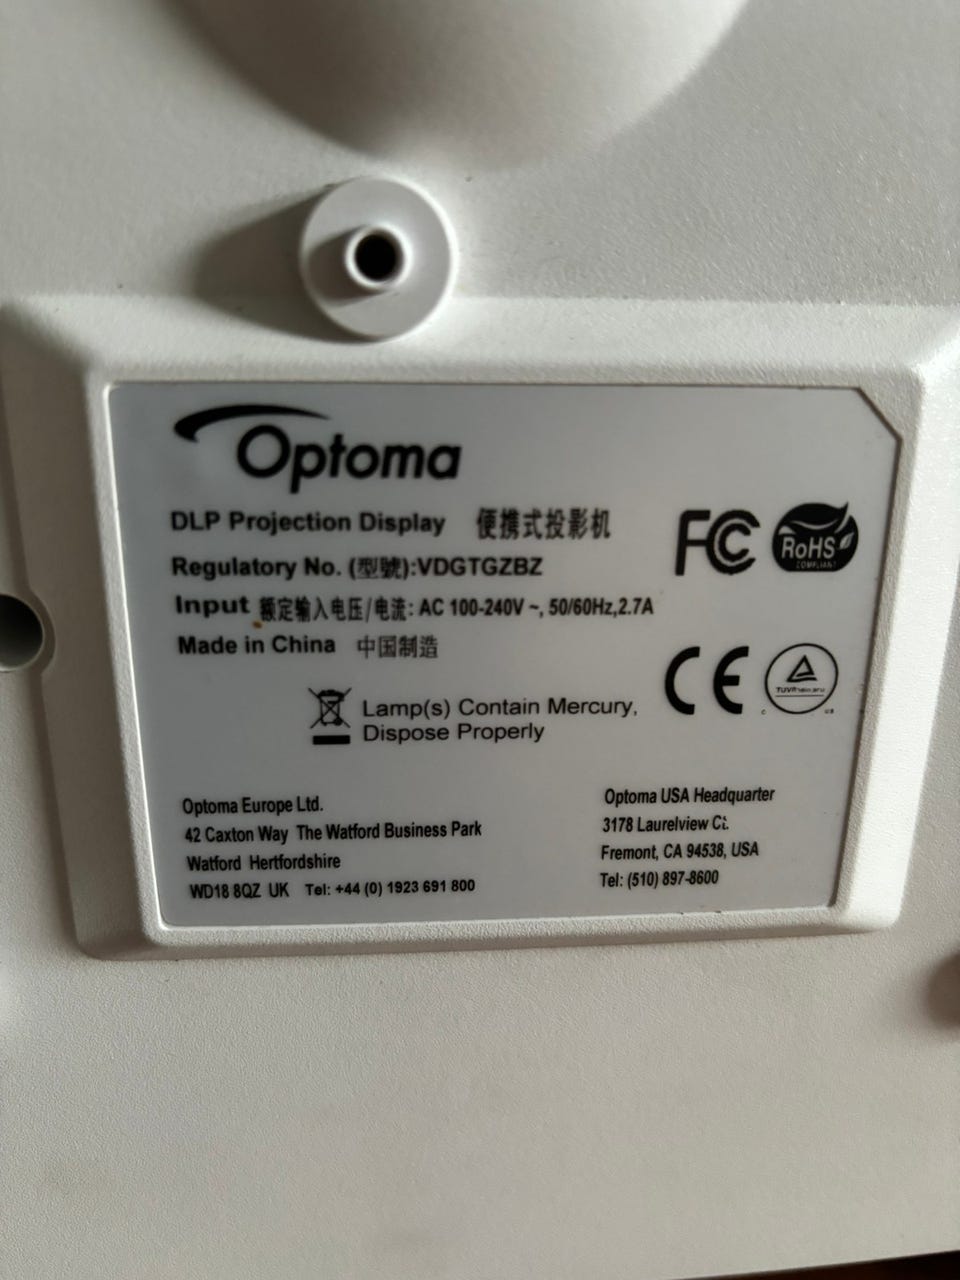 Optoma
DLP Projection Display 便携式投影机
Regulatory No. (型號):VDGTGZBZ
Input 额定输入电压/电流: AC 100-240V ~, 50/60Hz,2.7A
Made in China 中国制造
FC
RoHS
COMPLIANT
CE
TUVRheinland
US
Lamp(s) Contain Mercury,
Dispose Properly
Optoma Europe Ltd.
42 Caxton Way The Watford Business Park
Watford Hertfordshire
WD18 8QZ UK Tel: +44 (0) 1923 691 800
Optoma USA Headquarter
3178 Laurelview Ct.
Fremont, CA 94538, USA
Tel: (510) 897-8600